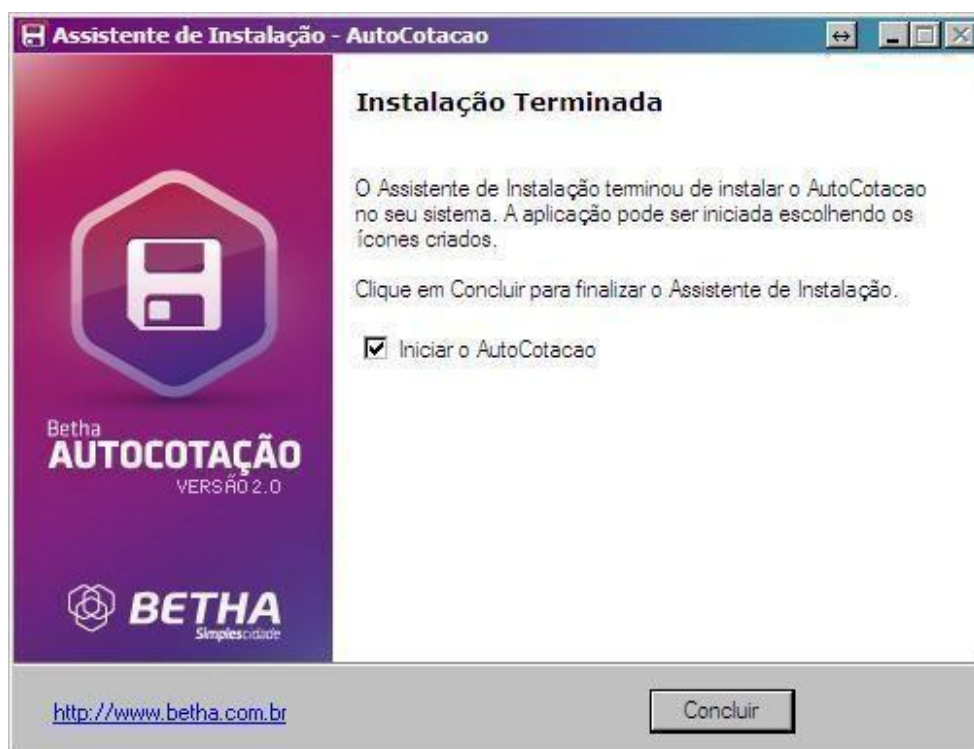 Assistente de Instalação - AutoCotacao
Instalação Terminada
O Assistente de Instalação terminou de instalar o AutoCotacao
no seu sistema. A aplicação pode ser iniciada escolhendo os
ícones criados.
Clique em Concluir para finalizar o Assistente de Instalação.
Iniciar o AutoCotacao
Betha
AUTOCOTAÇÃO
VERSÃO 2.0
BETHA
Simplescidade
http://www.betha.com.br
Concluir